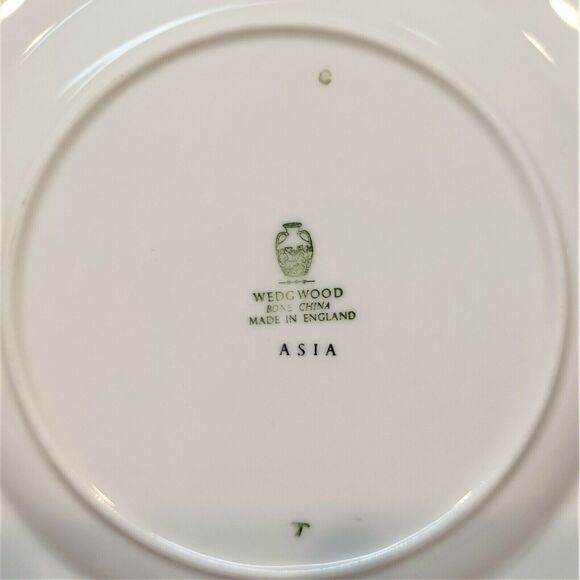 C
WEDGWOOD
BONE CHINA
MADE IN ENGLAND
ASIA
T